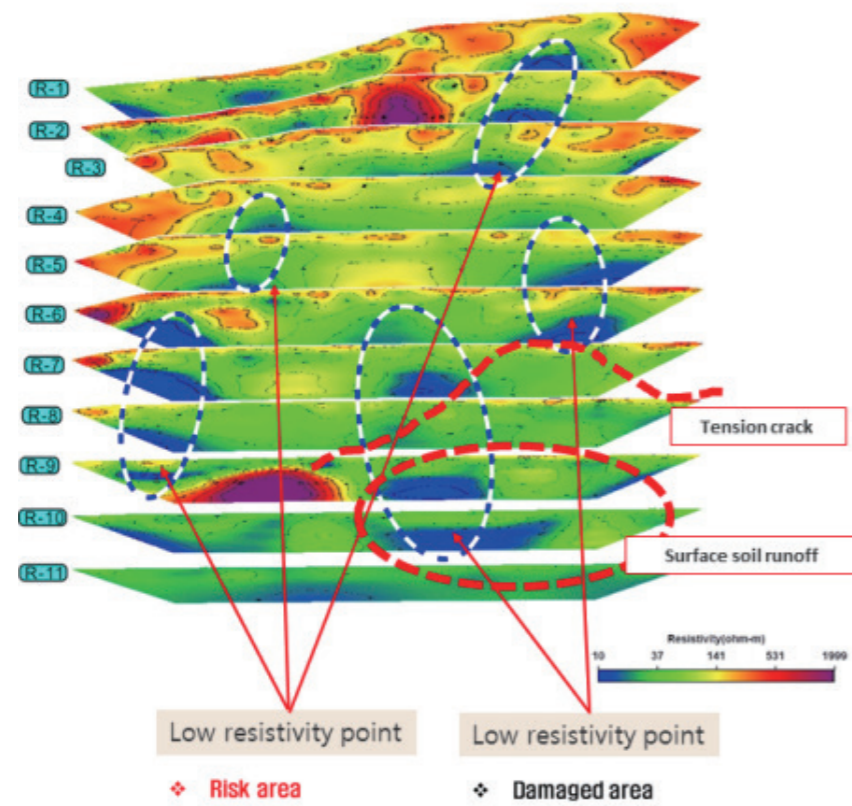 R-1
R-2
R-3
R-4
R-5
R-6
R-7
R-8
R-9
R-10
R-11
Tension crack
Surface soil runoff
Resistivity(ohm-m)
10 37 141 531 1999
Low resistivity point
Low resistivity point
❖ Risk area
❖ Damaged area